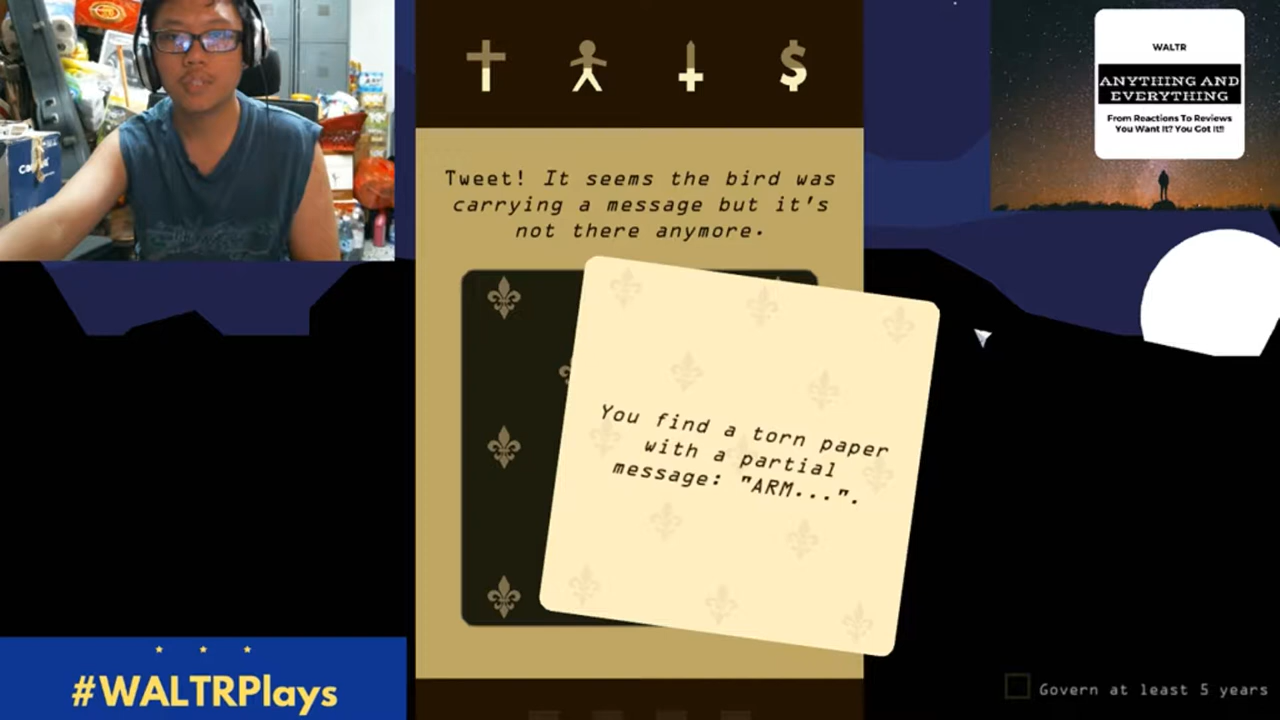 WALTR
ANYTHING AND
EVERYTHING
From Reactions To Reviews
You Want It? You Got It!!
Tweet! It seems the bird was
carrying a message but it's
not there anymore.
You find a torn paper
with a partial
message: "ARM...".
#WALTRPlays
Govern at least 5 years